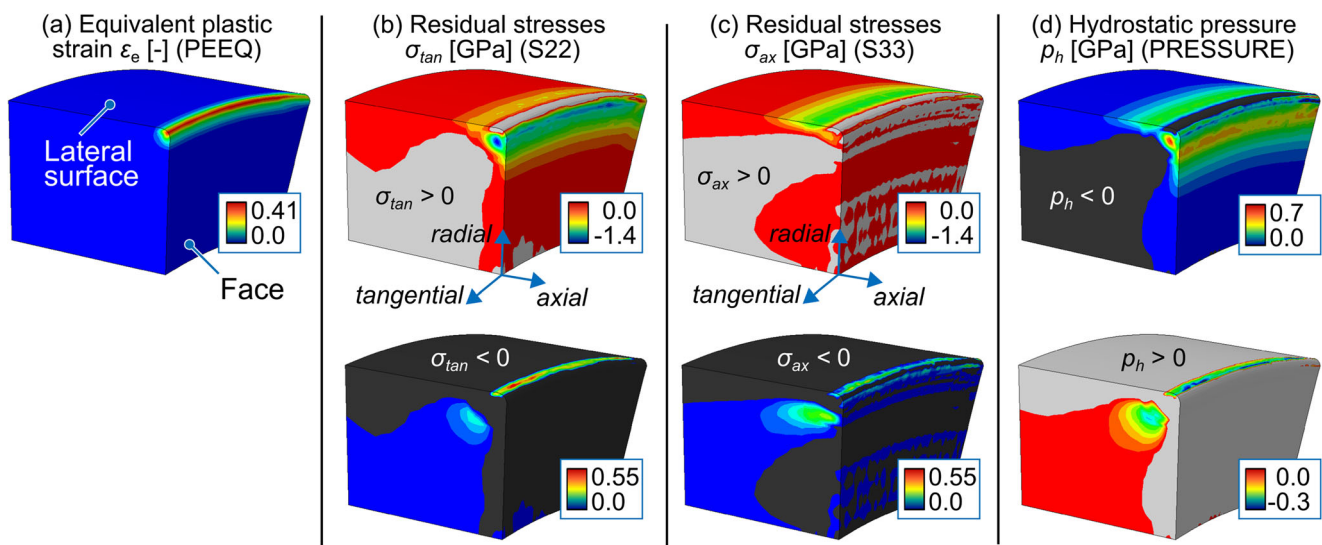 (a) Equivalent plastic
strain εe [-] (PEEQ)
Lateral
surface
0.41
0.0
Face
(b) Residual stresses
σtan [GPa] (S22)
σtan > 0
0.0
-1.4
radial
tangential
axial
σtan < 0
0.55
0.0
(c) Residual stresses
σax [GPa] (S33)
σax > 0
0.0
-1.4
radial
tangential
axial
σax < 0
0.55
0.0
(d) Hydrostatic pressure
ph [GPa] (PRESSURE)
ph < 0
0.7
0.0
ph > 0
0.0
-0.3